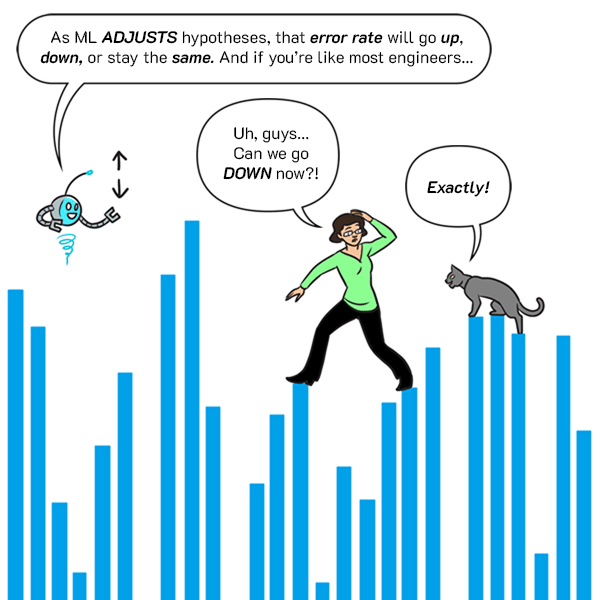 As ML ADJUSTS hypotheses, that error rate will go up,
down, or stay the same. And if you're like most engineers...
Uh, guys...
Can we go
DOWN now?!
Exactly!